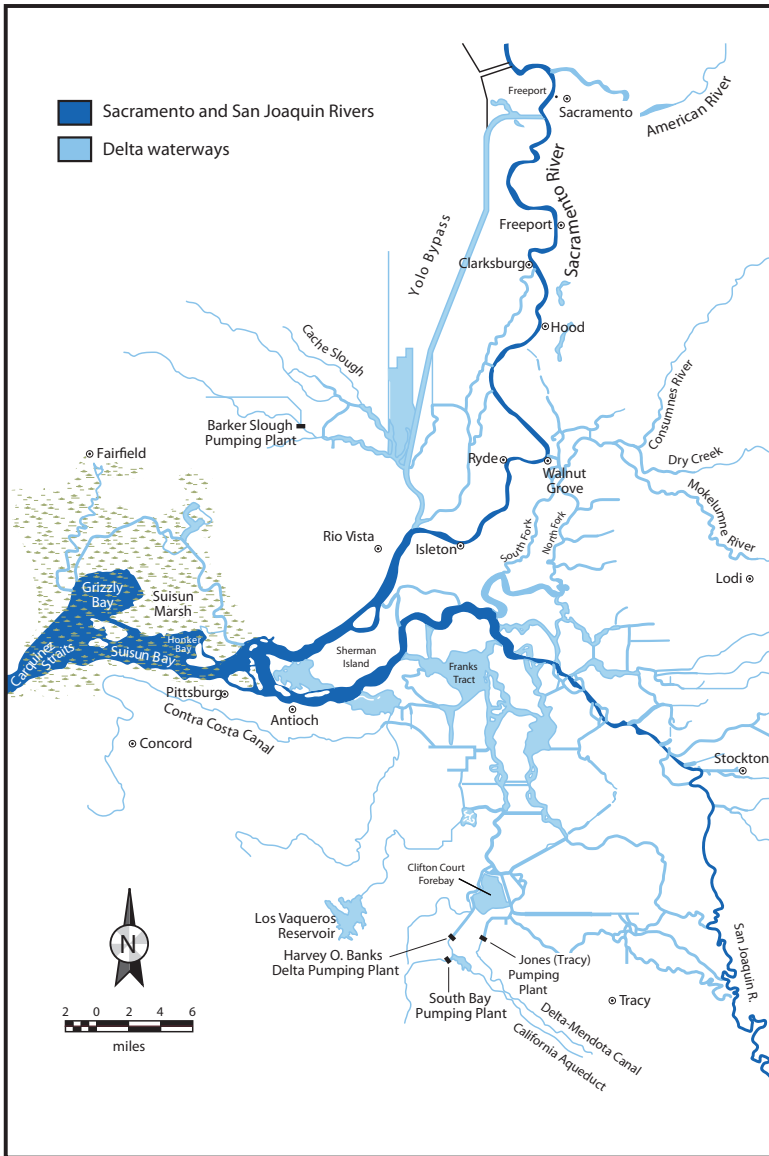 Sacramento and San Joaquin Rivers
Delta waterways
Freeport
Sacramento
American River
Sacramento River
Freeport
Clarksburg
Yolo Bypass
Hood
Cache Slough
Consumnes River
Barker Slough
Pumping Plant
Fairfield
Ryde
Walnut
Grove
Dry Creek
Mokelumne River
South Fork
North Fork
Rio Vista
Isleton
Lodi
Grizzly
Bay
Suisun
Marsh
Honker
Bay
Carquinez
Straits
Suisun Bay
Sherman
Island
Franks
Tract
Pittsburg
Antioch
Contra Costa Canal
Concord
Stockton
Clifton Court
Forebay
Los Vaqueros
Reservoir
Harvey O. Banks
Delta Pumping Plant
Jones (Tracy)
Pumping
Plant
South Bay
Pumping Plant
Tracy
San Joaquin R.
Delta-Mendota Canal
California Aqueduct
N
2 0 2 4 6
miles